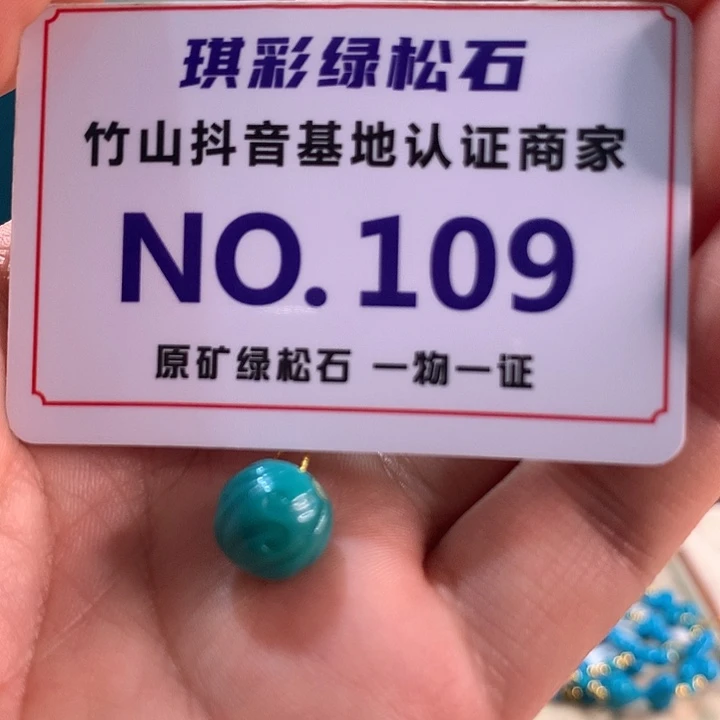 琪彩绿松石
竹山抖音基地认证商家
NO.109
原矿绿松石 一物一证